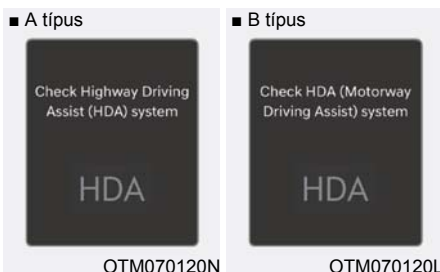 ■ A típus
Check Highway Driving
Assist (HDA) system
HDA
OTM070120N
■ B típus
Check HDA (Motorway
Driving Assist) system
HDA
OTM070120L